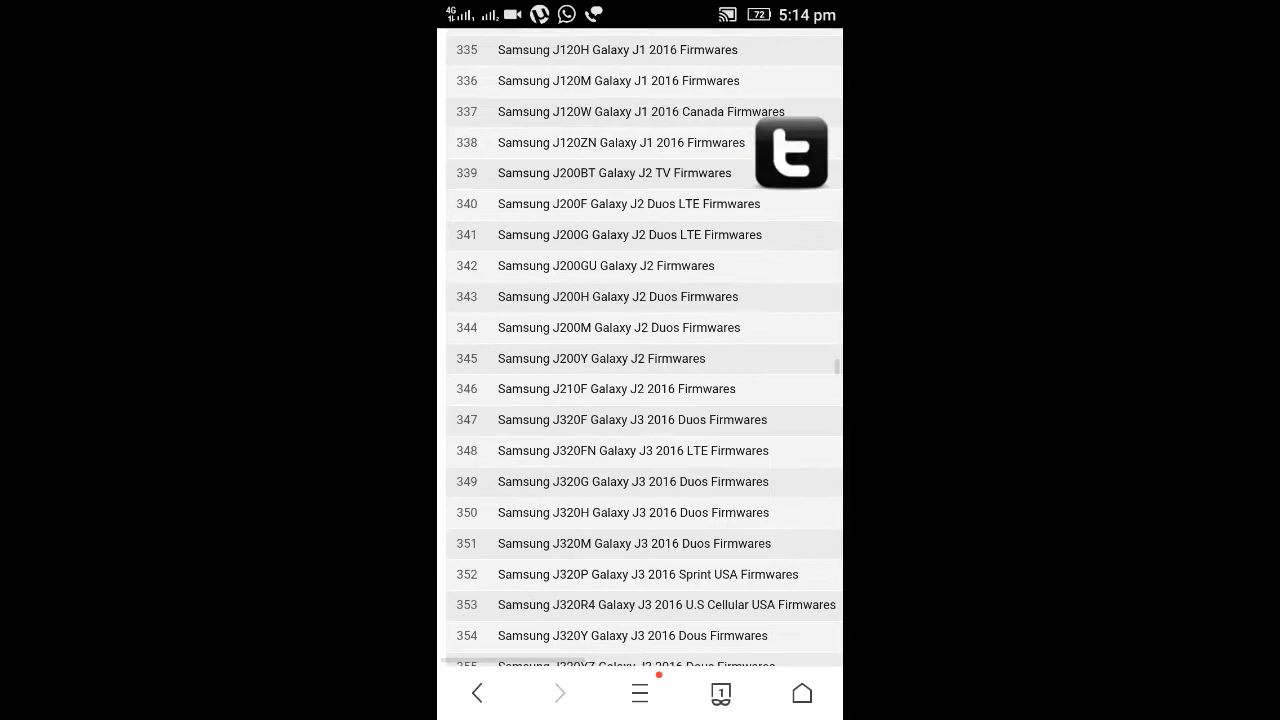 4G 72 5:14 pm
335 Samsung J120H Galaxy J1 2016 Firmwares
336 Samsung J120M Galaxy J1 2016 Firmwares
337 Samsung J120W Galaxy J1 2016 Canada Firmwares
338 Samsung J120ZN Galaxy J1 2016 Firmwares
t
339 Samsung J200BT Galaxy J2 TV Firmwares
340 Samsung J200F Galaxy J2 Duos LTE Firmwares
341 Samsung J200G Galaxy J2 Duos LTE Firmwares
342 Samsung J200GU Galaxy J2 Firmwares
343 Samsung J200H Galaxy J2 Duos Firmwares
344 Samsung J200M Galaxy J2 Duos Firmwares
345 Samsung J200Y Galaxy J2 Firmwares
346 Samsung J210F Galaxy J2 2016 Firmwares
347 Samsung J320F Galaxy J3 2016 Duos Firmwares
348 Samsung J320FN Galaxy J3 2016 LTE Firmwares
349 Samsung J320G Galaxy J3 2016 Duos Firmwares
350 Samsung J320H Galaxy J3 2016 Duos Firmwares
351 Samsung J320M Galaxy J3 2016 Duos Firmwares
352 Samsung J320P Galaxy J3 2016 Sprint USA Firmwares
353 Samsung J320R4 Galaxy J3 2016 U.S Cellular USA Firmwares
354 Samsung J320Y Galaxy J3 2016 Dous Firmwares
355 Samsung J320YZ Galaxy J3 2016 Dous Firmwares
1